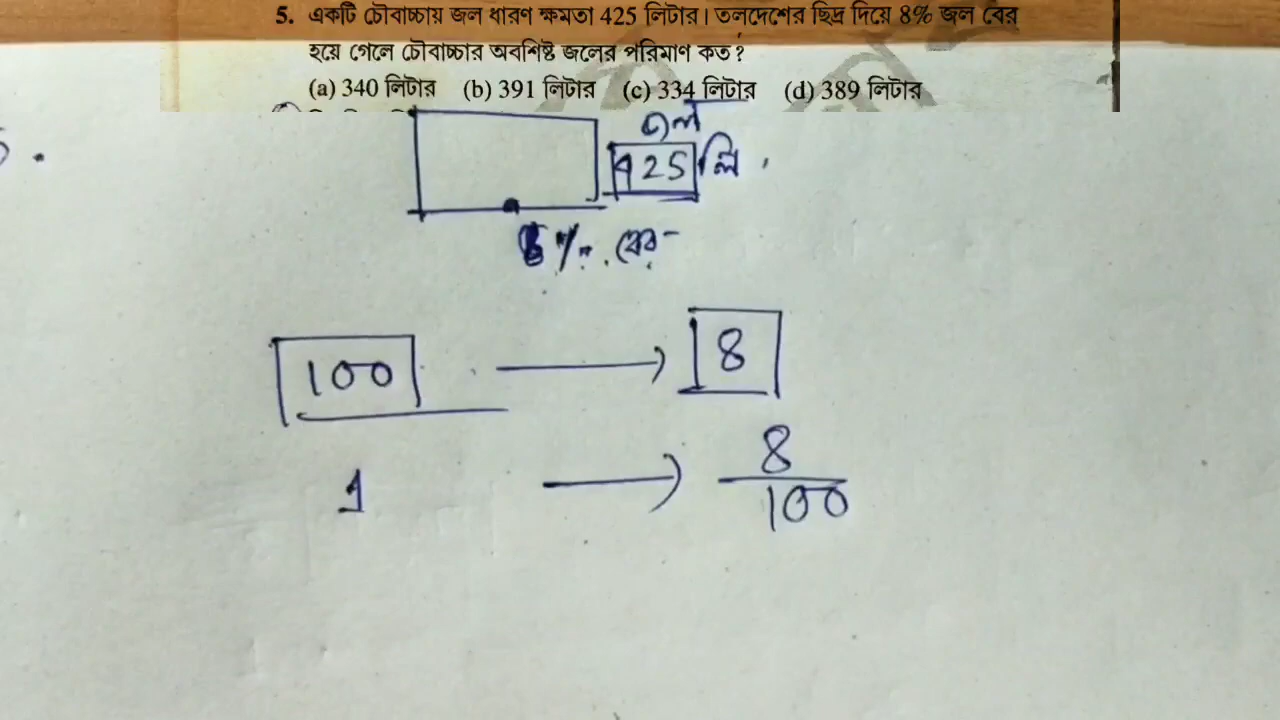 5. একটি চৌবাচ্চায় জল ধারণ ক্ষমতা 425 লিটার। তলদেশের ছিদ্র দিয়ে 8% জল বের
হয়ে গেলে চৌবাচ্চার অবশিষ্ট জলের পরিমাণ কত?
(a) 340 লিটার (b) 391 লিটার (c) 334 লিটার (d) 389 লিটার
জল
425 লি.
8% বের
100 → 8
1 → 8/100